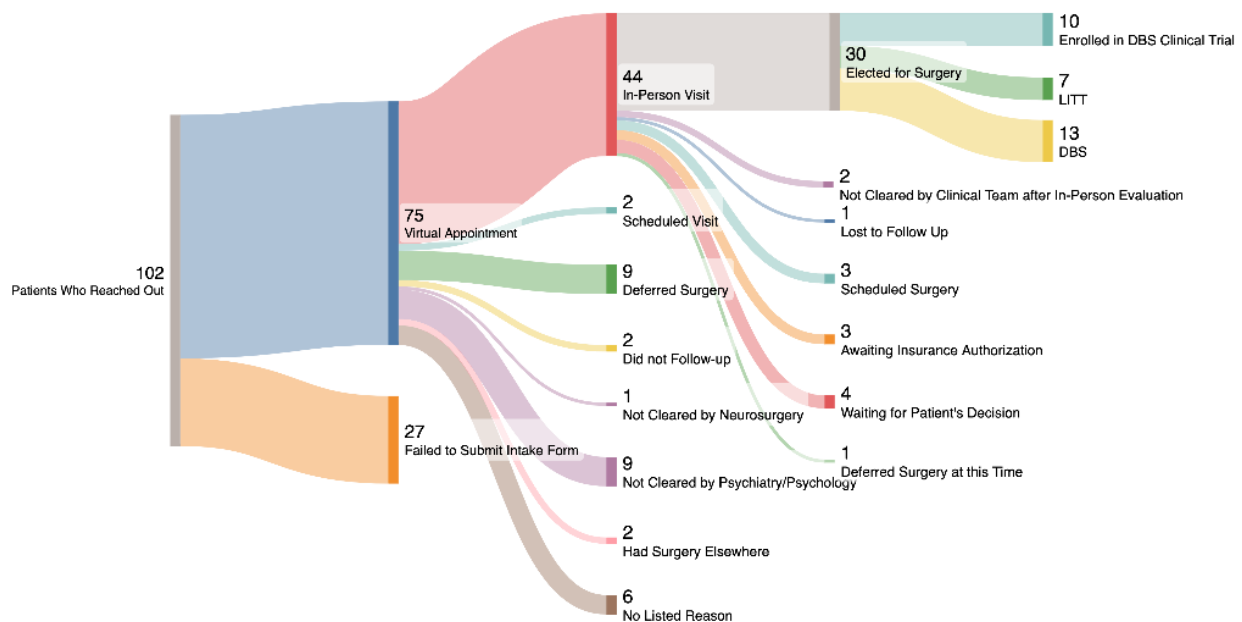 102
Patients Who Reached Out
75
Virtual Appointment
27
Failed to Submit Intake Form
44
In-Person Visit
2
Scheduled Visit
9
Deferred Surgery
2
Did not Follow-up
1
Not Cleared by Neurosurgery
9
Not Cleared by Psychiatry/Psychology
2
Had Surgery Elsewhere
6
No Listed Reason
30
Elected for Surgery
2
Not Cleared by Clinical Team after In-Person Evaluation
1
Lost to Follow Up
3
Scheduled Surgery
3
Awaiting Insurance Authorization
4
Waiting for Patient's Decision
1
Deferred Surgery at this Time
10
Enrolled in DBS Clinical Trial
7
LITT
13
DBS